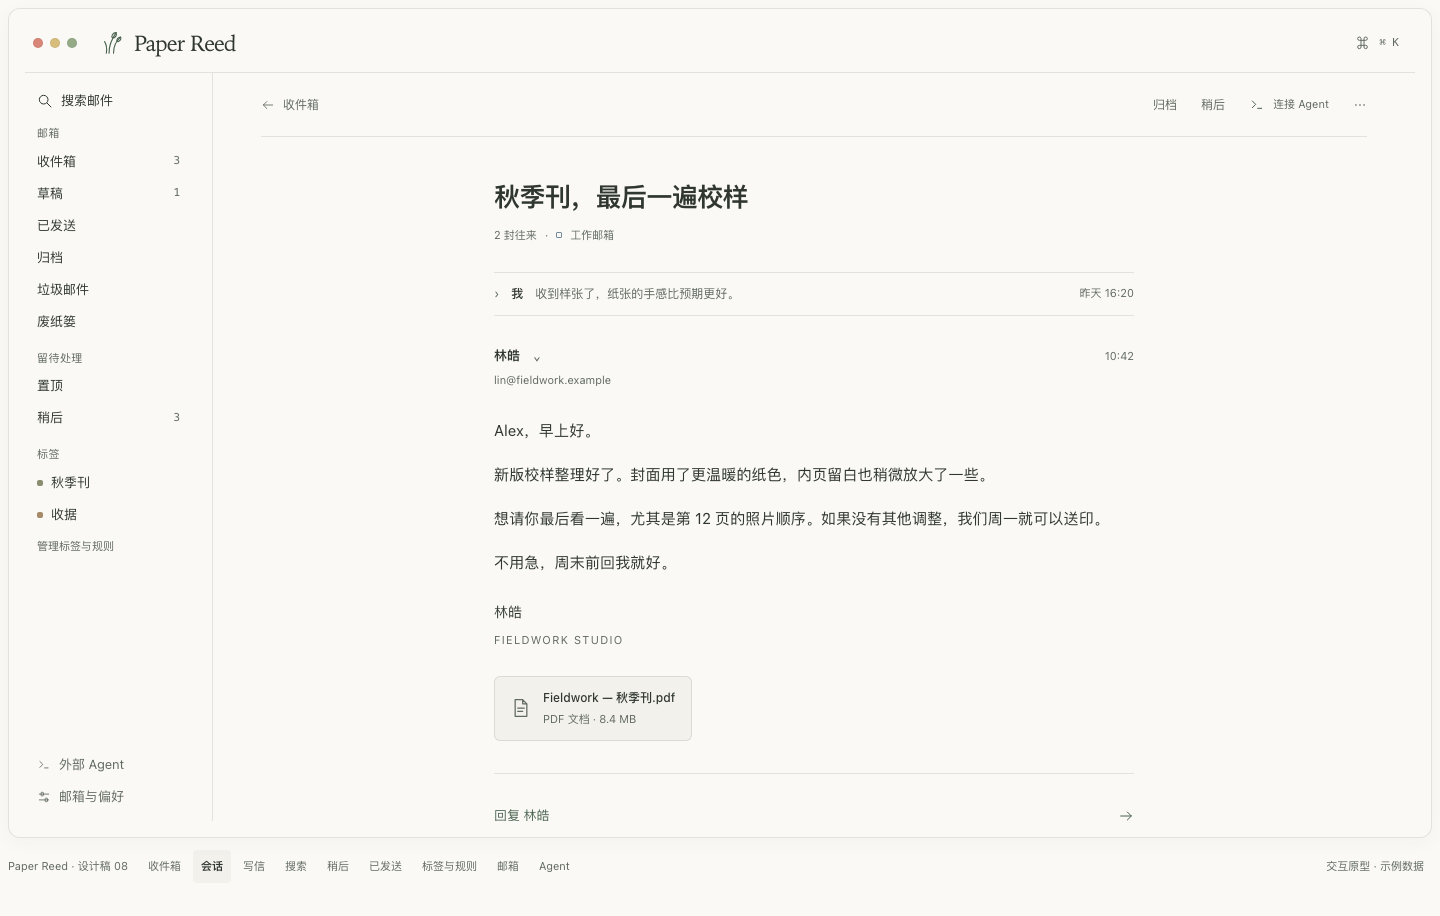 Paper Reed
⌘ ⌘ K
搜索邮件
邮箱
收件箱 3
草稿 1
已发送
归档
垃圾邮件
废纸篓
留待处理
置顶
稍后 3
标签
秋季刊
收据
管理标签与规则
外部 Agent
邮箱与偏好
← 收件箱
归档 稍后 >_ 连接 Agent ···
秋季刊，最后一遍校样
2 封往来 · 工作邮箱
› 我 收到样张了，纸张的手感比预期更好。 昨天 16:20
林皓 10:42
lin@fieldwork.example
Alex，早上好。
新版校样整理好了。封面用了更温暖的纸色，内页留白也稍微放大了一些。
想请你最后看一遍，尤其是第 12 页的照片顺序。如果没有其他调整，我们周一就可以送印。
不用急，周末前回我就好。
林皓
FIELDWORK STUDIO
Fieldwork — 秋季刊.pdf
PDF 文档 · 8.4 MB
回复 林皓 →
Paper Reed · 设计稿 08 收件箱 会话 写信 搜索 稍后 已发送 标签与规则 邮箱 Agent 交互原型 · 示例数据